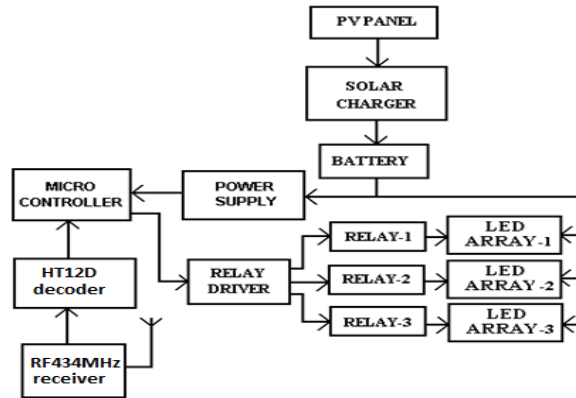 PV PANEL
SOLAR
CHARGER
BATTERY
MICRO
CONTROLLER
POWER
SUPPLY
RELAY-1
LED
ARRAY-1
HT12D
decoder
RELAY
DRIVER
RELAY-2
LED
ARRAY-2
RELAY-3
LED
ARRAY-3
RF434MHz
receiver